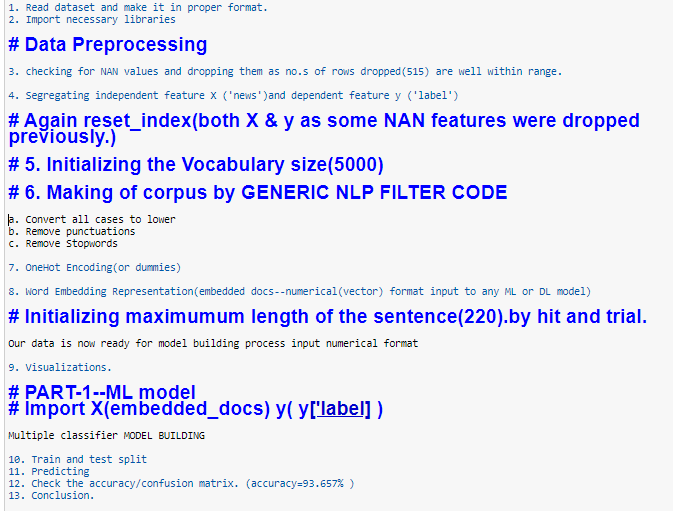 1. Read dataset and make it in proper format.
2. Import necessary libraries
# Data Preprocessing
3. checking for NAN values and dropping them as no.s of rows dropped(515) are well within range.
4. Segregating independent feature X ('news')and dependent feature y ('label')
# Again reset_index(both X & y as some NAN features were dropped
previously.)
# 5. Initializing the Vocabulary size(5000)
# 6. Making of corpus by GENERIC NLP FILTER CODE
a. Convert all cases to lower
b. Remove punctuations
c. Remove Stopwords
7. OneHot Encoding(or dummies)
8. Word Embedding Representation(embedded docs--numerical(vector) format input to any ML or DL model)
# Initializing maximumum length of the sentence(220).by hit and trial.
Our data is now ready for model building process input numerical format
9. Visualizations.
# PART-1--ML model
# Import X(embedded_docs) y( y['label] )
Multiple classifier MODEL BUILDING
10. Train and test split
11. Predicting
12. Check the accuracy/confusion matrix. (accuracy=93.657% )
13. Conclusion.